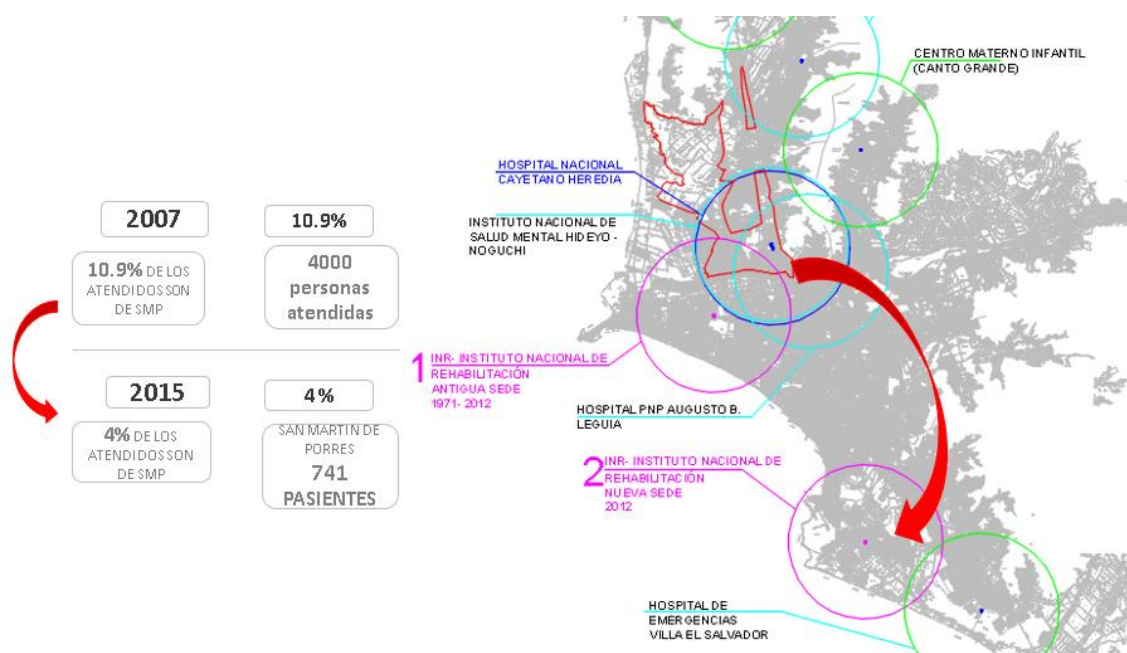 2007
10.9%
10.9% DE LOS
ATENDIDOS SON
DE SMP
4000
personas
atendidas
2015
4%
4% DE LOS
ATENDIDOS SON
DE SMP
SAN MARTIN DE
PORRES
741
PASIENTES
CENTRO MATERNO INFANTIL
(CANTO GRANDE)
HOSPITAL NACIONAL
CAYETANO HEREDIA
INSTITUTO NACIONAL DE
SALUD MENTAL HIDEYO -
NOGUCHI
1 INR- INSTITUTO NACIONAL DE
REHABILITACIÓN
ANTIGUA SEDE
1971- 2012
HOSPITAL PNP AUGUSTO B.
LEGUIA
2 INR- INSTITUTO NACIONAL DE
REHABILITACIÓN
NUEVA SEDE
2012
HOSPITAL DE
EMERGENCIAS
VILLA EL SALVADOR